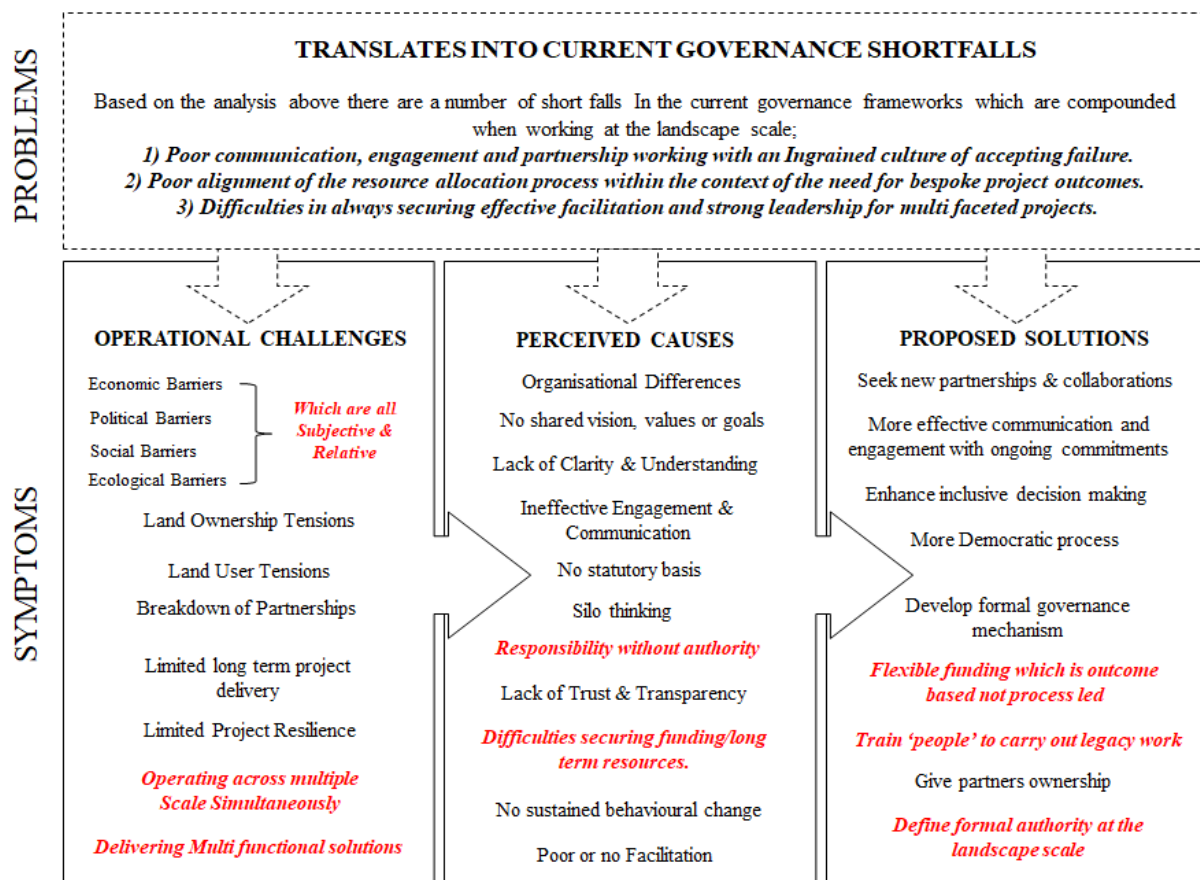 PROBLEMS
TRANSLATES INTO CURRENT GOVERNANCE SHORTFALLS
Based on the analysis above there are a number of short falls In the current governance frameworks which are compounded
when working at the landscape scale;
1) Poor communication, engagement and partnership working with an Ingrained culture of accepting failure.
2) Poor alignment of the resource allocation process within the context of the need for bespoke project outcomes.
3) Difficulties in always securing effective facilitation and strong leadership for multi faceted projects.
SYMPTOMS
OPERATIONAL CHALLENGES
Economic Barriers
Political Barriers
Social Barriers
Ecological Barriers
Which are all
Subjective &
Relative
Land Ownership Tensions
Land User Tensions
Breakdown of Partnerships
Limited long term project
delivery
Limited Project Resilience
Operating across multiple
Scale Simultaneously
Delivering Multi functional solutions
PERCEIVED CAUSES
Organisational Differences
No shared vision, values or goals
Lack of Clarity & Understanding
Ineffective Engagement &
Communication
No statutory basis
Silo thinking
Responsibility without authority
Lack of Trust & Transparency
Difficulties securing funding/long
term resources.
No sustained behavioural change
Poor or no Facilitation
PROPOSED SOLUTIONS
Seek new partnerships & collaborations
More effective communication and
engagement with ongoing commitments
Enhance inclusive decision making
More Democratic process
Develop formal governance
mechanism
Flexible funding which is outcome
based not process led
Train ‘people’ to carry out legacy work
Give partners ownership
Define formal authority at the
landscape scale